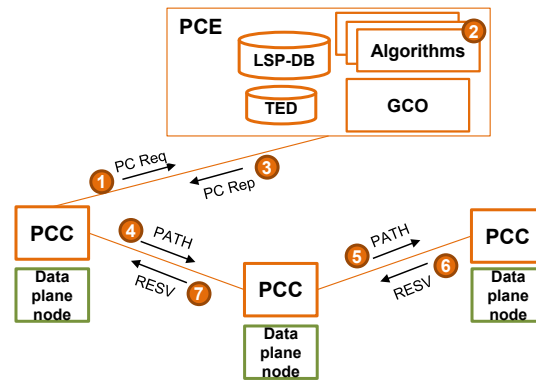 PCE
2
LSP-DB
Algorithms
TED
GCO
1
PC Req
3
PC Rep
PCC
4
PATH
5
PATH
PCC
RESV
7
RESV
6
Data
plane
node
PCC
Data
plane
node
Data
plane
node